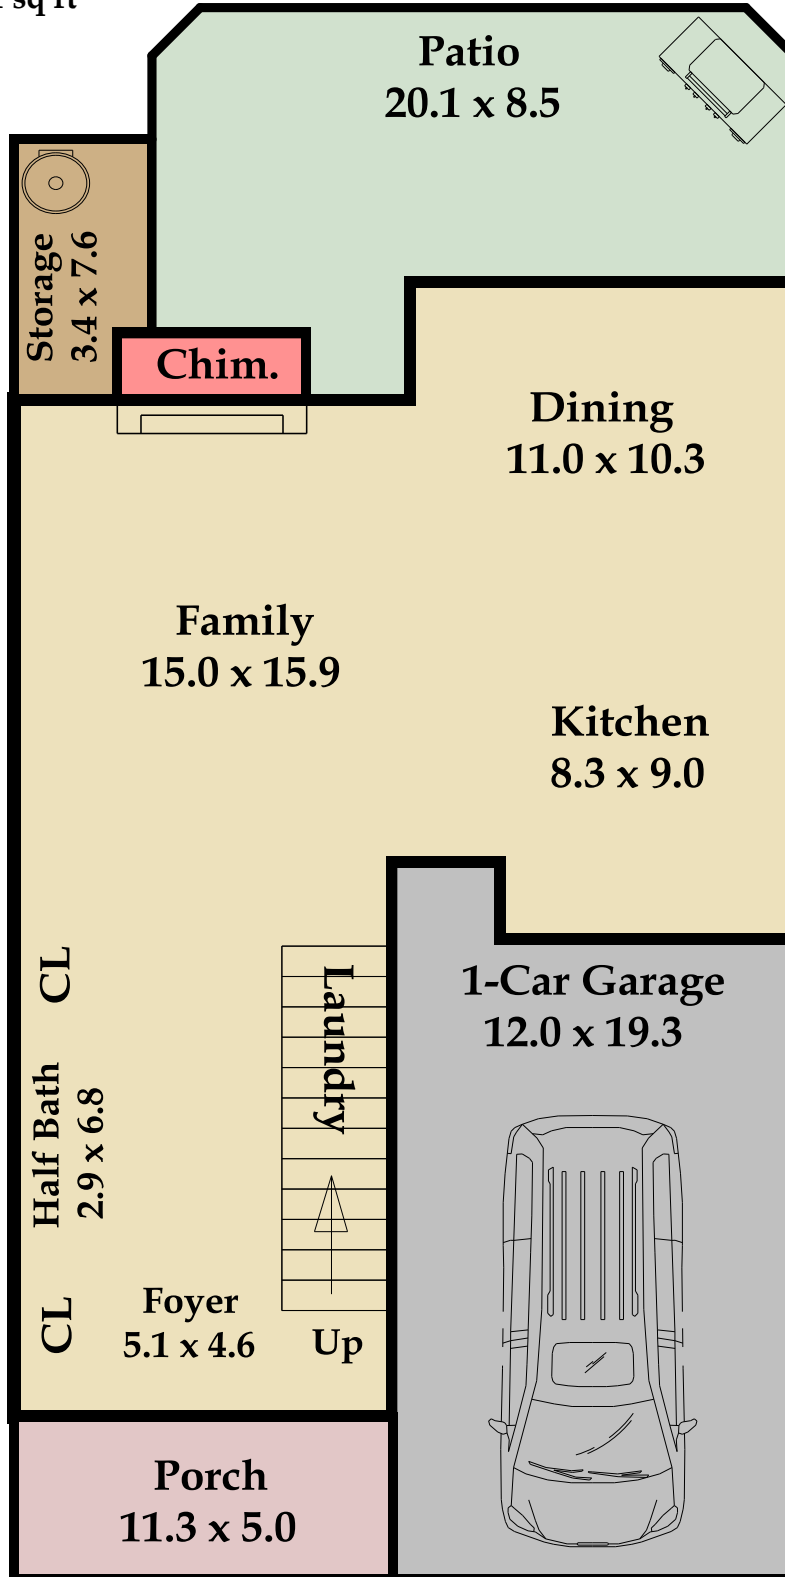 sq ft
Patio
20.1 x 8.5
Storage
3.4 x 7.6
Chim.
Dining
11.0 x 10.3
Family
15.0 x 15.9
Kitchen
8.3 x 9.0
CL
Laundry
1-Car Garage
12.0 x 19.3
Half Bath
2.9 x 6.8
CL
Foyer
5.1 x 4.6
Up
Porch
11.3 x 5.0